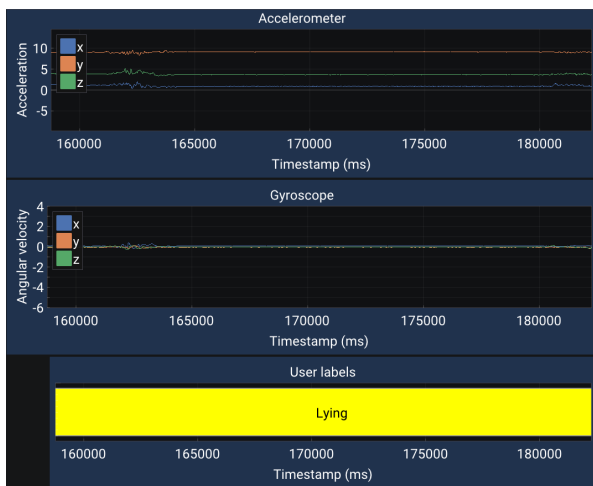 Accelerometer
Acceleration
10
5
0
-5
x
y
z
160000 165000 170000 175000 180000
Timestamp (ms)
Gyroscope
Angular velocity
4
2
0
-2
-4
-6
x
y
z
160000 165000 170000 175000 180000
Timestamp (ms)
User labels
Lying
160000 165000 170000 175000 180000
Timestamp (ms)